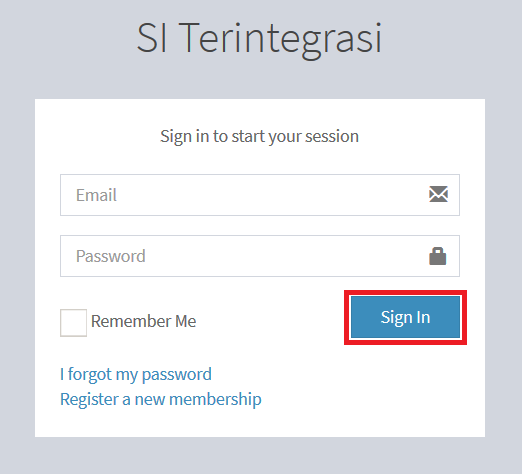 SI Terintegrasi
Sign in to start your session
Email
Password
Remember Me
Sign In
I forgot my password
Register a new membership